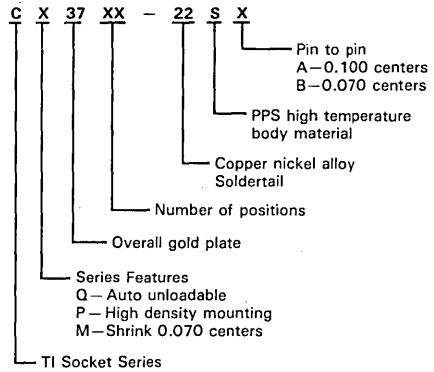 C X 37 XX – 22 S X
Pin to pin
A—0.100 centers
B—0.070 centers
PPS high temperature
body material
Copper nickel alloy
Soldertail
Number of positions
Overall gold plate
Series Features
Q—Auto unloadable
P—High density mounting
M—Shrink 0.070 centers
TI Socket Series